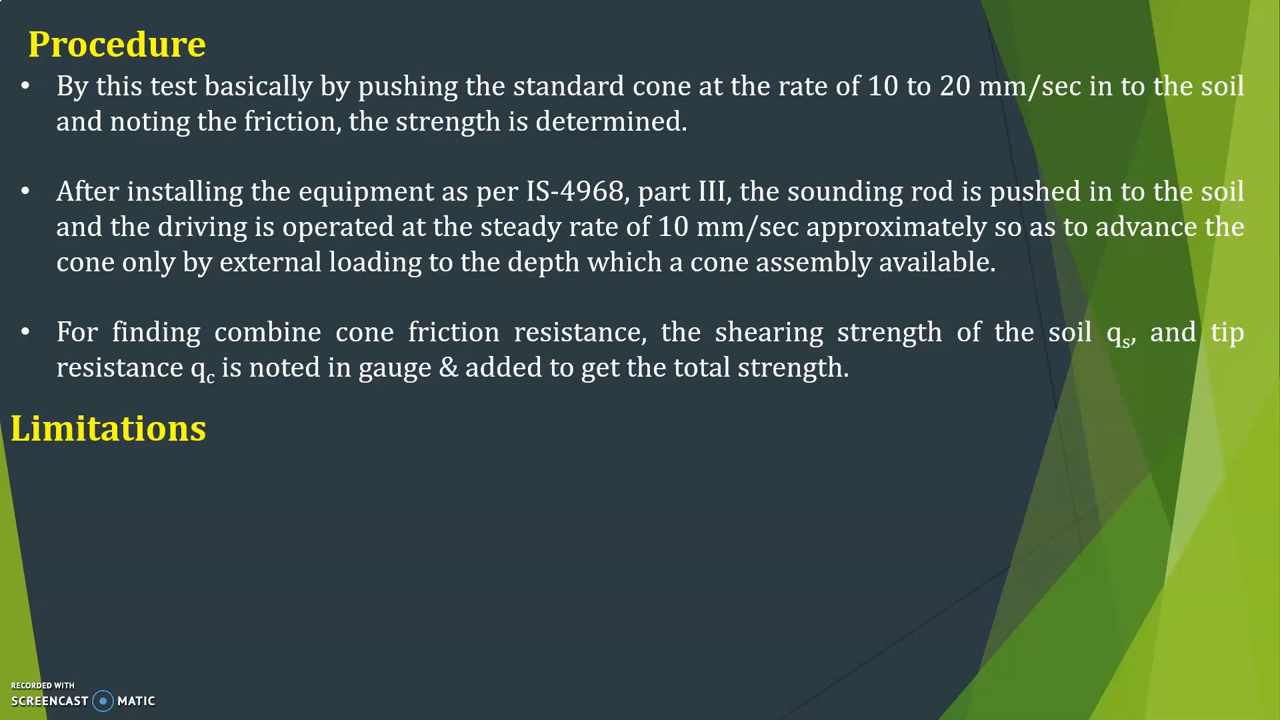 Procedure
• By this test basically by pushing the standard cone at the rate of 10 to 20 mm/sec in to the soil
and noting the friction, the strength is determined.
• After installing the equipment as per IS-4968, part III, the sounding rod is pushed in to the soil
and the driving is operated at the steady rate of 10 mm/sec approximately so as to advance the
cone only by external loading to the depth which a cone assembly available.
• For finding combine cone friction resistance, the shearing strength of the soil qs, and tip
resistance qc is noted in gauge & added to get the total strength.
Limitations
RECORDED WITH
SCREENCAST MATIC